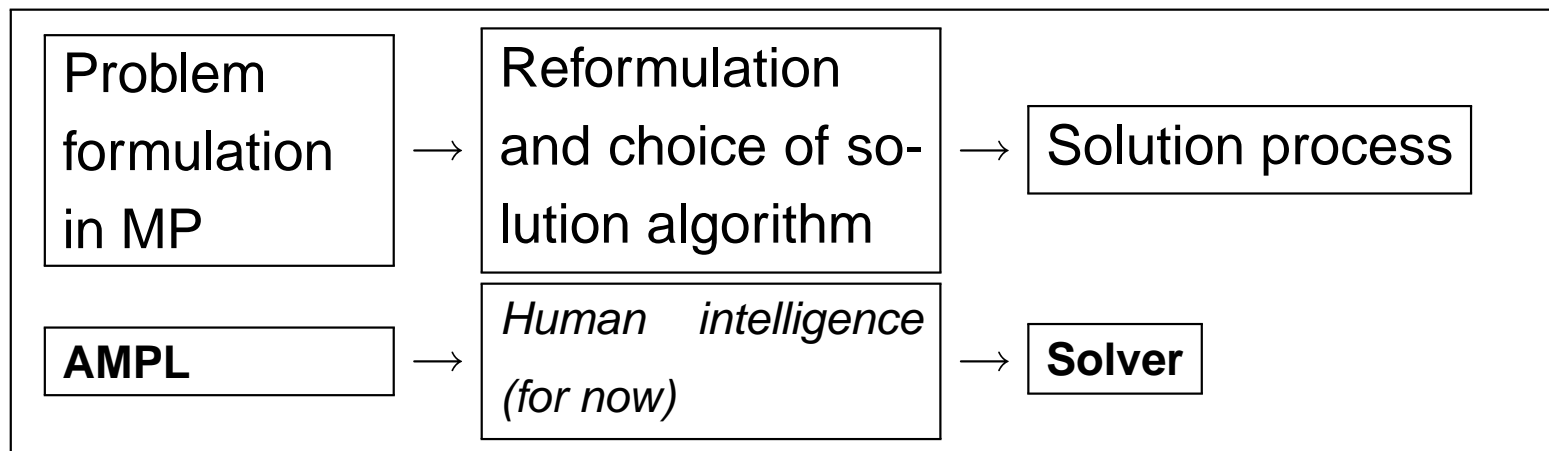 Problem
formulation
in MP
→
Reformulation
and choice of so-
lution algorithm
→
Solution process
AMPL
→
Human intelligence
(for now)
→
Solver